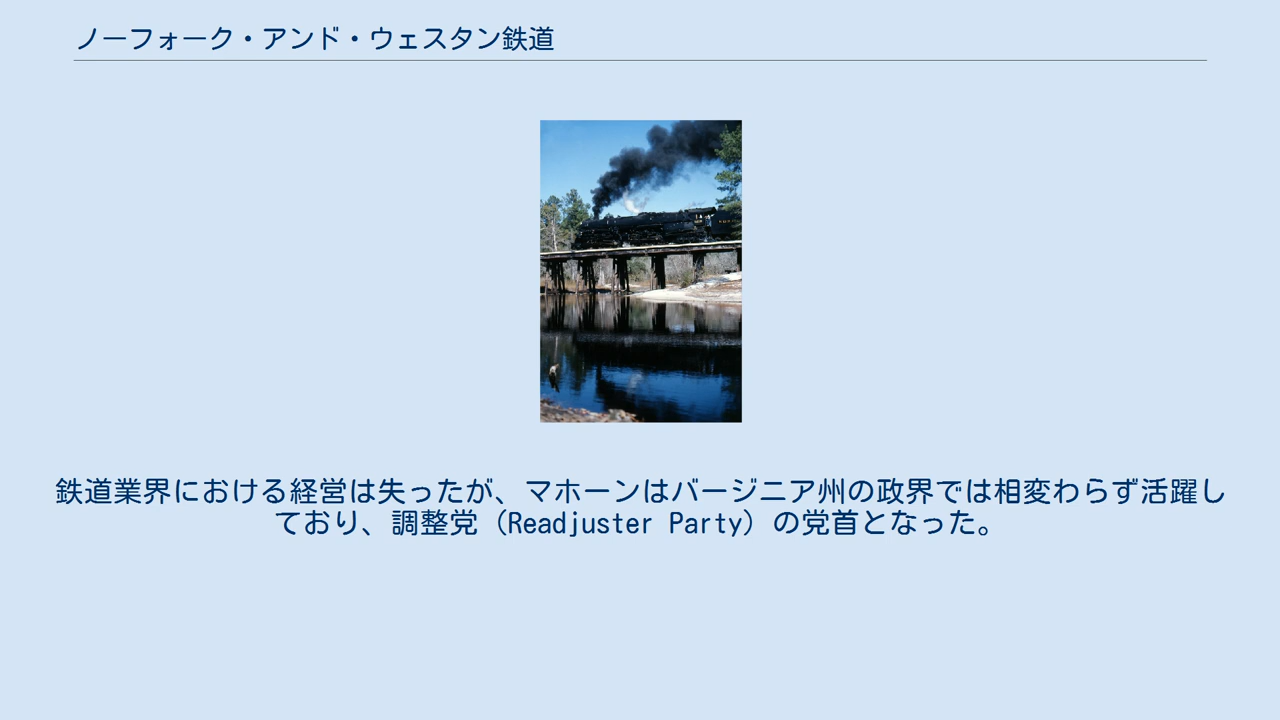 ノーフォーク・アンド・ウェスタン鉄道
鉄道業界における経営は失ったが、マホーンはバージニア州の政界では相変わらず活躍し
ており、調整党（Readjuster Party）の党首となった。